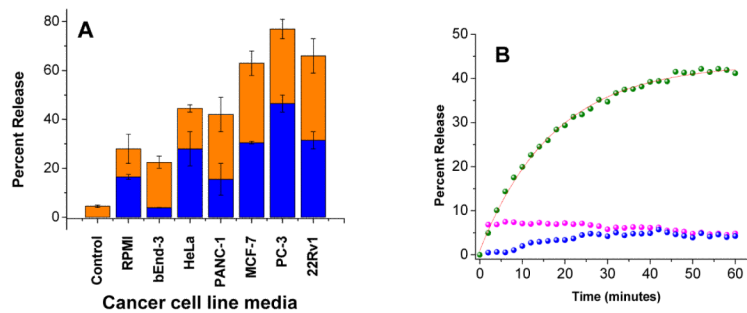 A
Percent Release
80
60
40
20
0
Control
RPMI
bEnd-3
HeLa
PANC-1
MCF-7
PC-3
22Rv1
Cancer cell line media
B
Percent Release
50
40
30
20
10
0
0
10
20
30
40
50
60
Time (minutes)